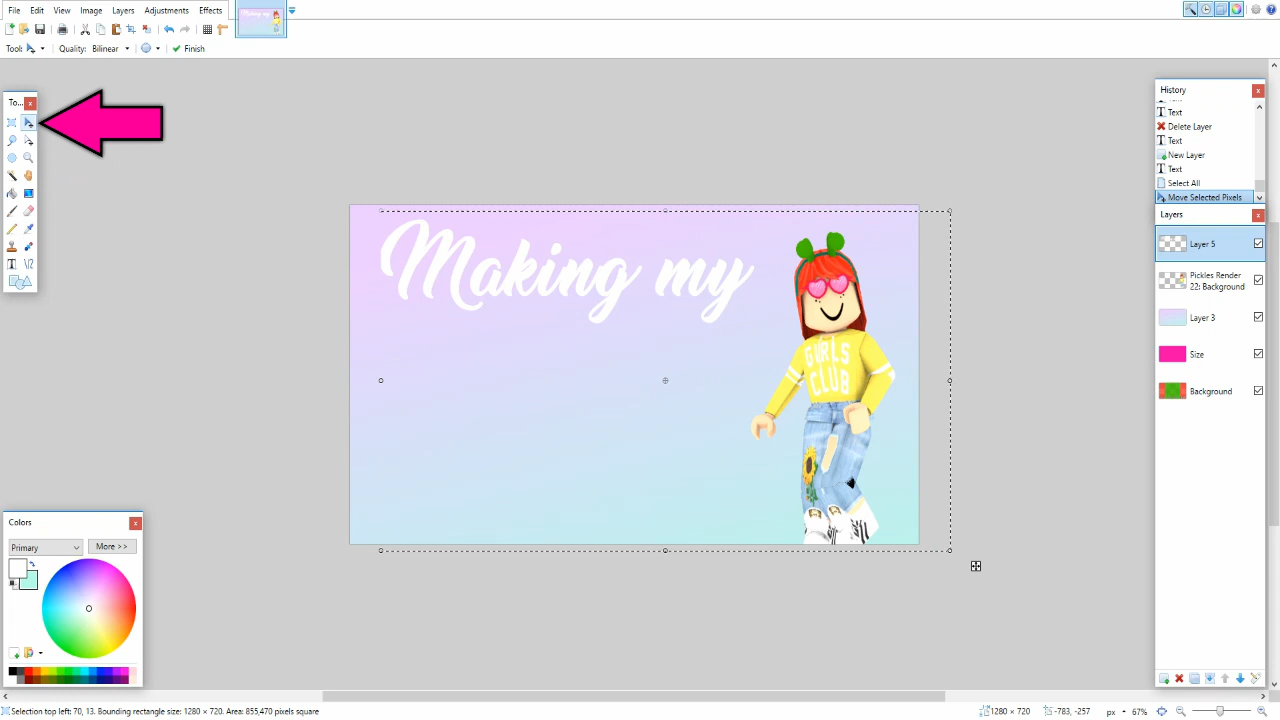 File Edit View Image Layers Adjustments Effects
Tool: Quality: Bilinear Finish
To...
Making my
GURLS
CLUB
History
Text
Text
Delete Layer
Text
New Layer
Text
Select All
Move Selected Pixels
Layers
Layer 5
Pickles Render
22; Background
Layer 3
Size
Background
Colors
Primary More >>
Selection top left: 70, 13. Bounding rectangle size: 1280 × 720. Area: 855,470 pixels square 1280 × 720 -783, -257 px 67%